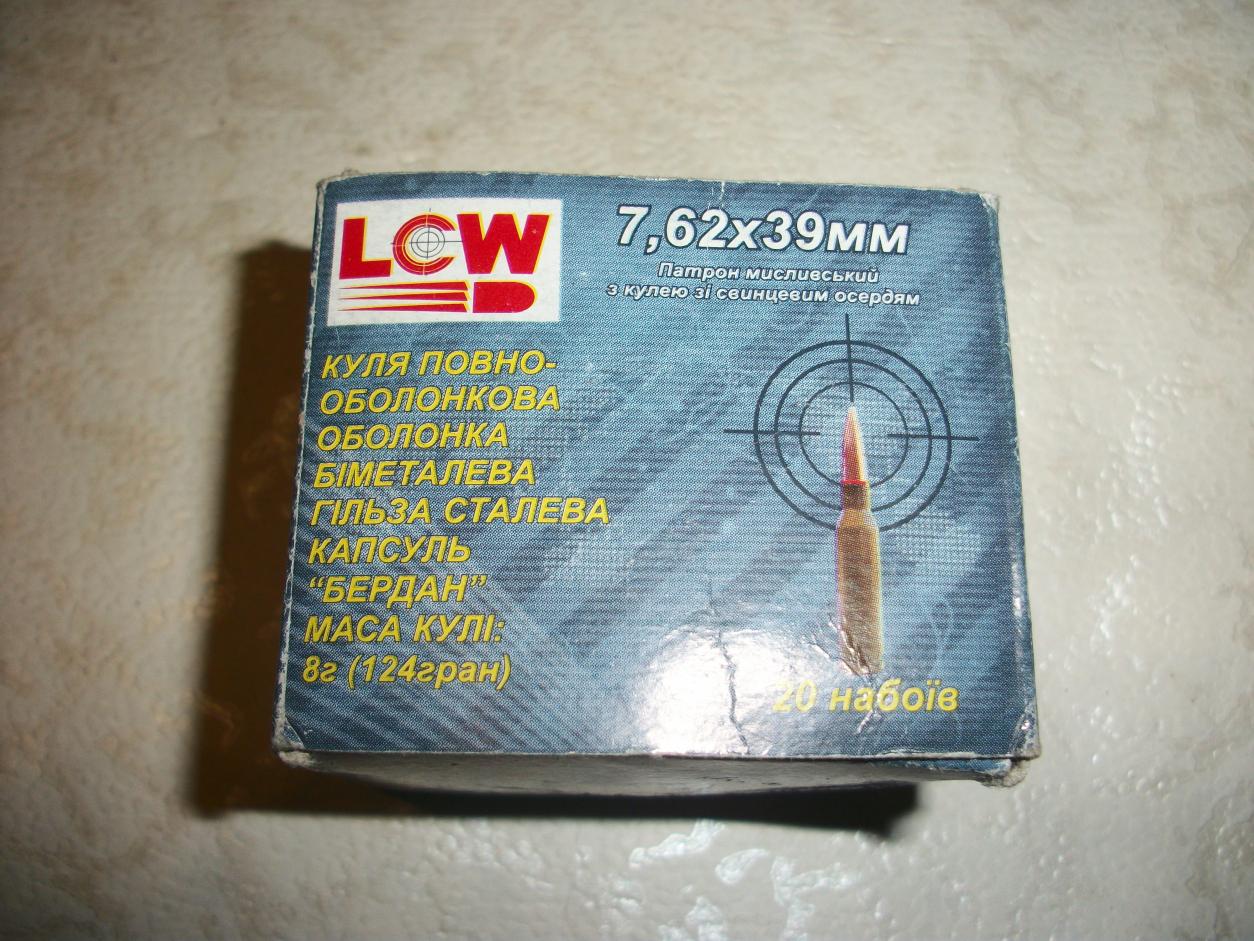 LCW
7,62x39мм
Патрон мисливський
з кулею зі свинцевим осердям
КУЛЯ ПОВНО-
ОБОЛОНКОВА
ОБОЛОНКА
БІМЕТАЛЕВА
ГІЛЬЗА СТАЛЕВА
КАПСУЛЬ
“БЕРДАН”
МАСА КУЛІ:
8г (124гран)
20 набоїв